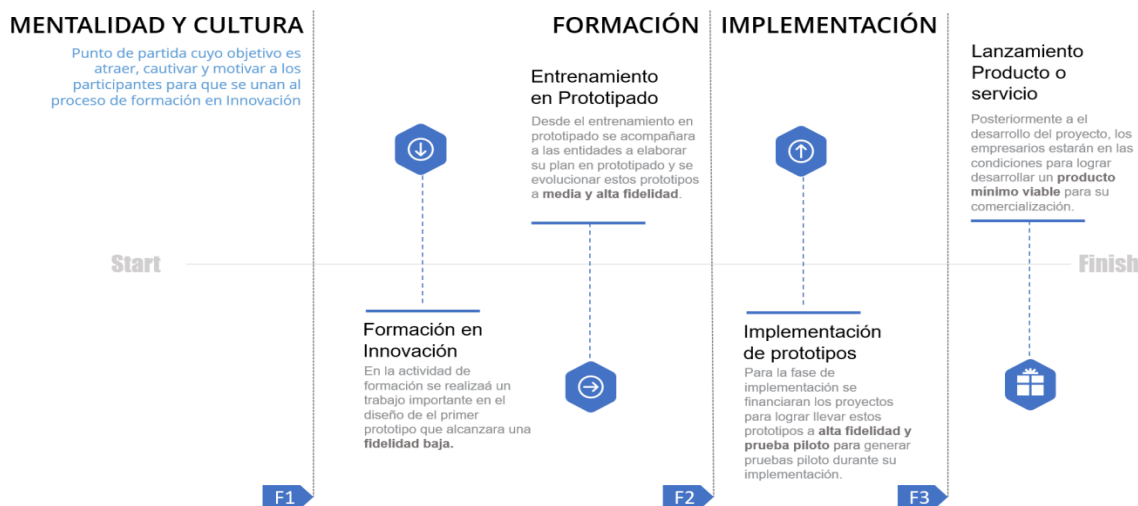 MENTALIDAD Y CULTURA
Punto de partida cuyo objetivo es
atraer, cautivar y motivar a los
participantes para que se unan al
proceso de formación en Innovación
FORMACIÓN
IMPLEMENTACIÓN
Entrenamiento
en Prototipado
Desde el entrenamiento en
prototipado se acompañara
a las entidades a elaborar
su plan en prototipado y se
evolucionar estos prototipos
a media y alta fidelidad.
Lanzamiento
Producto o
servicio
Posteriormente a el
desarrollo del proyecto, los
empresarios estarán en las
condiciones para lograr
desarrollar un producto
mínimo viable para su
comercialización.
Start
Finish
Formación en
Innovación
En la actividad de
formación se realizaá un
trabajo importante en el
diseño de el primer
prototipo que alcanzara una
fidelidad baja.
Implementación
de prototipos
Para la fase de
implementación se
financiaran los proyectos
para lograr llevar estos
prototipos a alta fidelidad y
prueba piloto para generar
pruebas piloto durante su
implementación.
F1
F2
F3